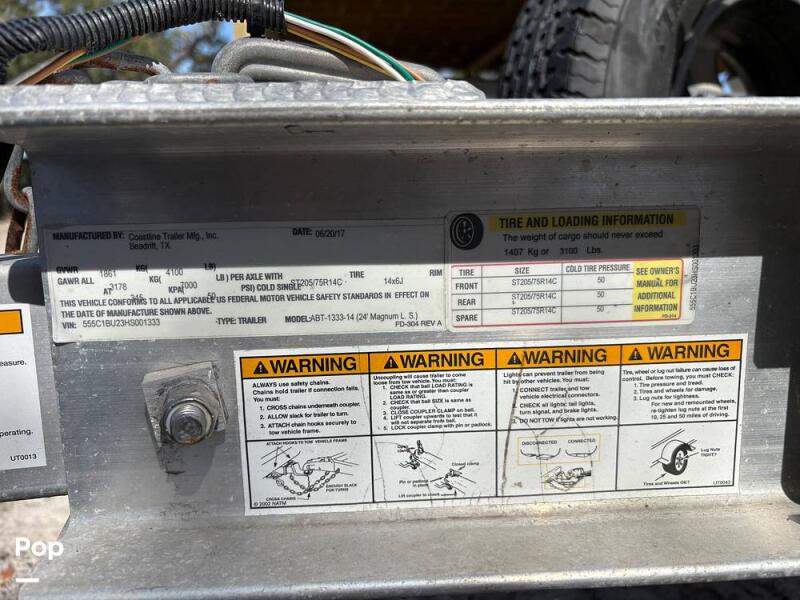 MANUFACTURED BY: Coastline Trailer Mfg., Inc. DATE: 06/20/17
Seadrift, TX.
GVWR 1861 KG( 4100 LB)
GAWR ALL 3178 KG( 7000 LB) PER AXLE WITH ST205/75R14C TIRE 14x6J RIM
345 KPA( PSI) COLD SINGLE
THIS VEHICLE CONFORMS TO ALL APPLICABLE US FEDERAL MOTOR VEHICLE SAFETY STANDARDS IN EFFECT ON
THE DATE OF MANUFACTURE SHOWN ABOVE.
VIN: 555C1BU23HS001333 -TYPE: TRAILER MODEL: ABT-1333-14 (24' Magnum L. S.)
FD-304 REV A
TIRE AND LOADING INFORMATION
The weight of cargo should never exceed
1407 Kg or 3100 Lbs.
TIRE SIZE COLD TIRE PRESSURE
FRONT ST205/75R14C 50
REAR ST205/75R14C 50
SPARE ST205/75R14C 50
SEE OWNER'S
MANUAL FOR
ADDITIONAL
INFORMATION
FD-304
555C1BU23HS001333
WARNING
ALWAYS use safety chains.
Chains hold trailer if connection fails.
You must:
1. CROSS chains underneath coupler.
2. ALLOW slack for trailer to turn.
3. ATTACH chain hooks securely to
tow vehicle frame.
ATTACH HOOKS TO TOW VEHICLE FRAME
CROSS CHAINS
ENOUGH SLACK
FOR TURNS
© 2002 NATM
WARNING
Uncoupling will cause trailer to come
loose from tow vehicle. You must:
1. CHECK that ball LOAD RATING is
same as or greater than coupler
LOAD RATING.
2. CHECK that ball SIZE is same as
coupler.
3. CLOSE COUPLER CLAMP on ball.
4. LIFT coupler upwards to test that it
will not separate from ball.
5. LOCK coupler clamp with pin or padlock.
Pin or padlock
in place
Closed clamp
Lift coupler to check
WARNING
Lights can prevent trailer from being
hit by other vehicles. You must:
CONNECT trailer and tow
vehicle electrical connectors.
CHECK all lights: tail lights,
turn signal, and brake lights.
DO NOT TOW if lights are not working.
DISCONNECTED CONNECTED
WARNING
Tire, wheel or lug nut failure can cause loss of
control. Before towing, you must CHECK:
1. Tire pressure and tread.
2. Tires and wheels for damage.
3. Lug nuts for tightness.
For new and remounted wheels,
re-tighten lug nuts at the first
10, 25 and 50 miles of driving.
Lug Nuts
TIGHT?
Tires and Wheels OK?
UT0042
measure.
operating.
UT0013
Pop